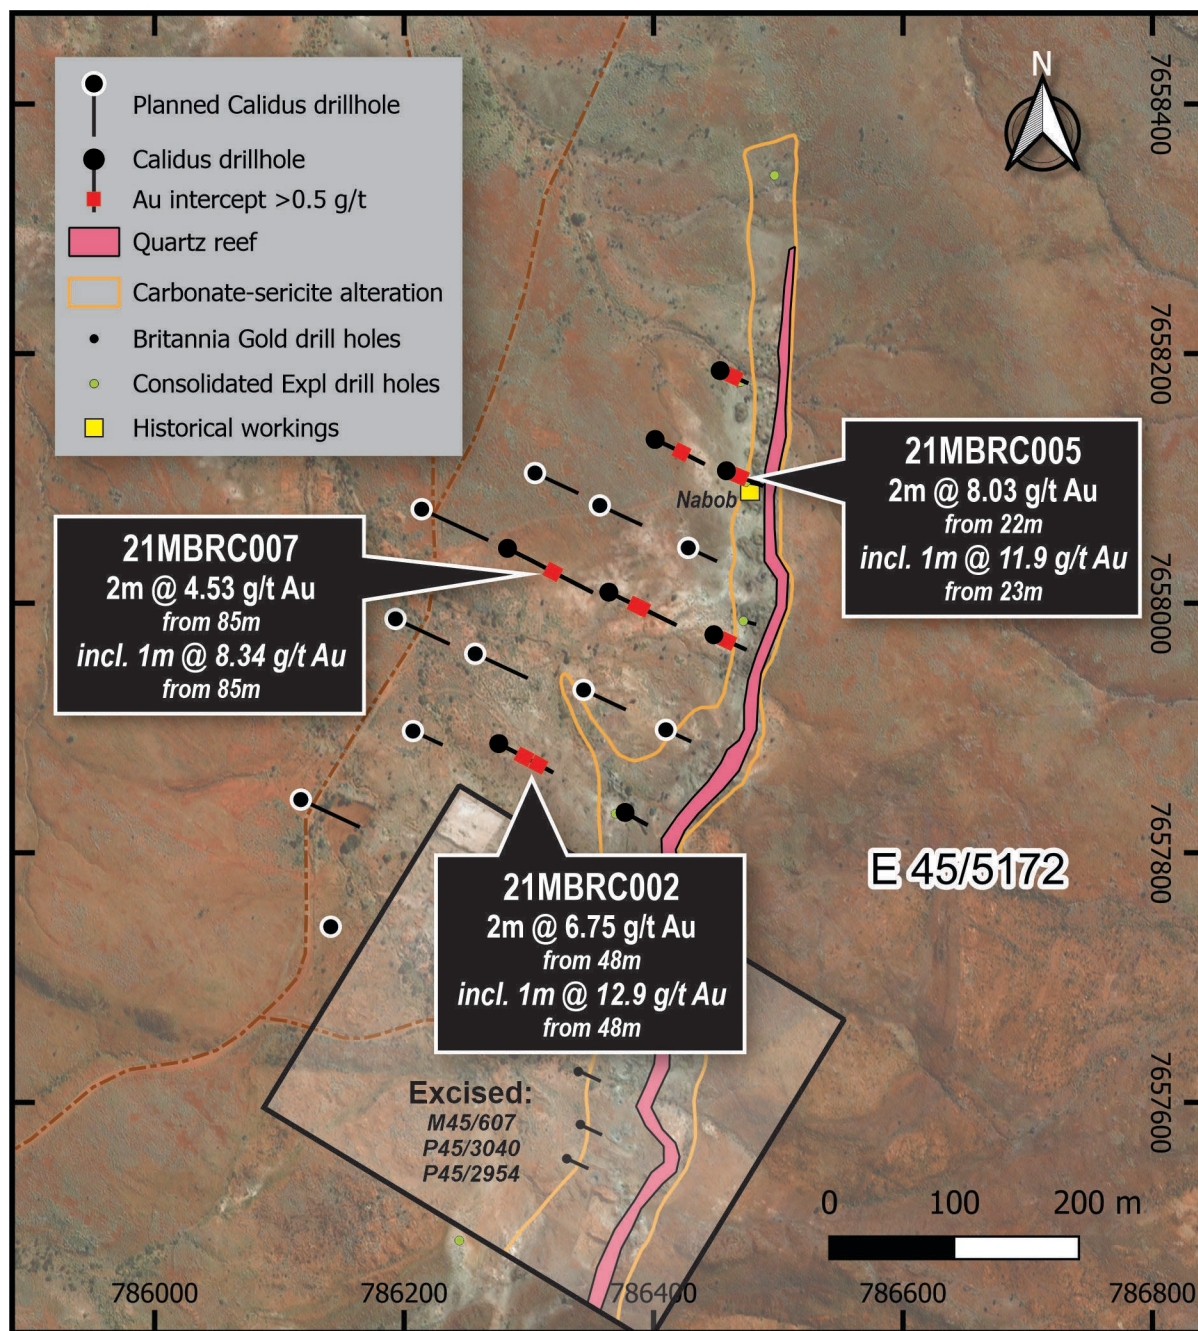 N
Planned Calidus drillhole
Calidus drillhole
Au intercept >0.5 g/t
Quartz reef
Carbonate-sericite alteration
Britannia Gold drill holes
Consolidated Expl drill holes
Historical workings
7658400
7658200
7658000
7657800
7657600
21MBRC005
2m @ 8.03 g/t Au
from 22m
incl. 1m @ 11.9 g/t Au
from 23m
Nabob
21MBRC007
2m @ 4.53 g/t Au
from 85m
incl. 1m @ 8.34 g/t Au
from 85m
21MBRC002
2m @ 6.75 g/t Au
from 48m
incl. 1m @ 12.9 g/t Au
from 48m
E 45/5172
Excised:
M45/607
P45/3040
P45/2954
0 100 200 m
786000 786200 786400 786600 786800